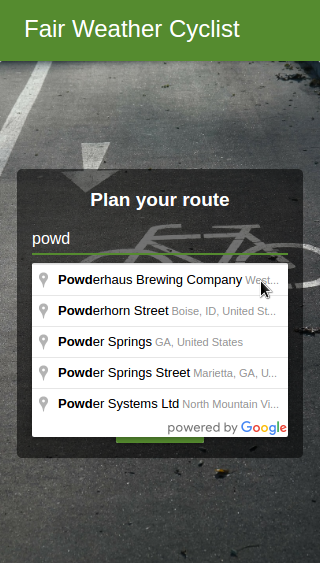 Fair Weather Cyclist
Plan your route
powd
Powderhaus Brewing Company West...
Powderhorn Street Boise, ID, United St...
Powder Springs GA, United States
Powder Springs Street Marietta, GA, U...
Powder Systems Ltd North Mountain Vi...
powered by Google